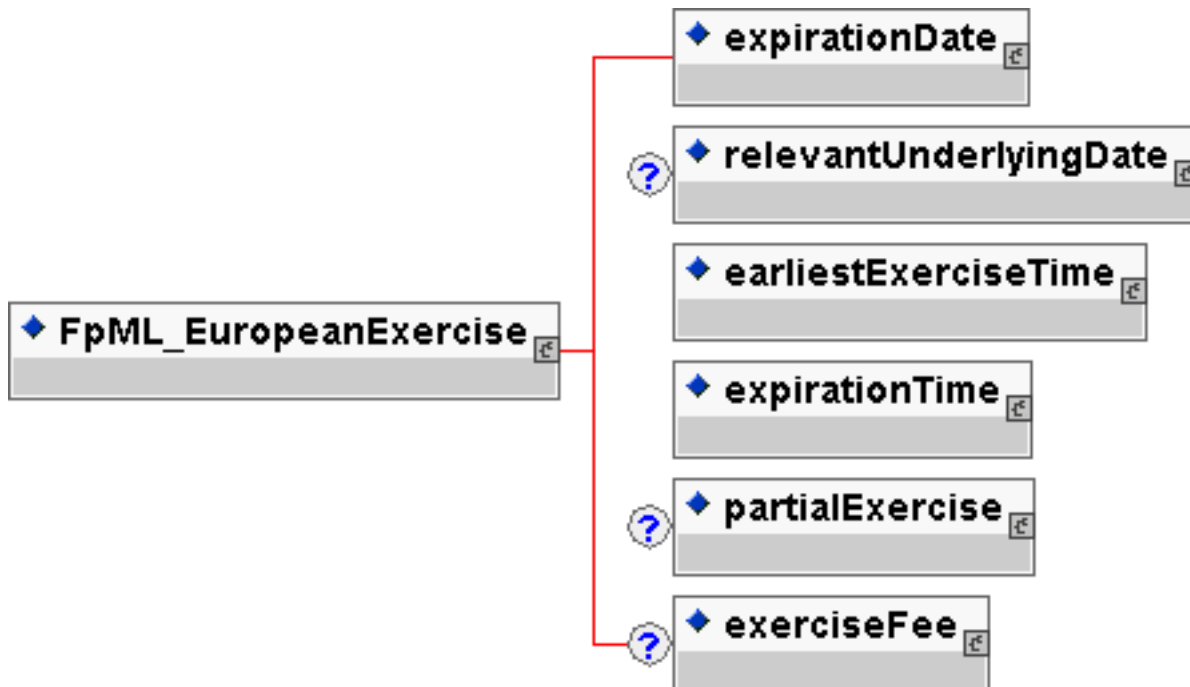 expirationDate
? relevantUnderlyingDate
earliestExerciseTime
FpML_EuropeanExercise
expirationTime
? partialExercise
? exerciseFee